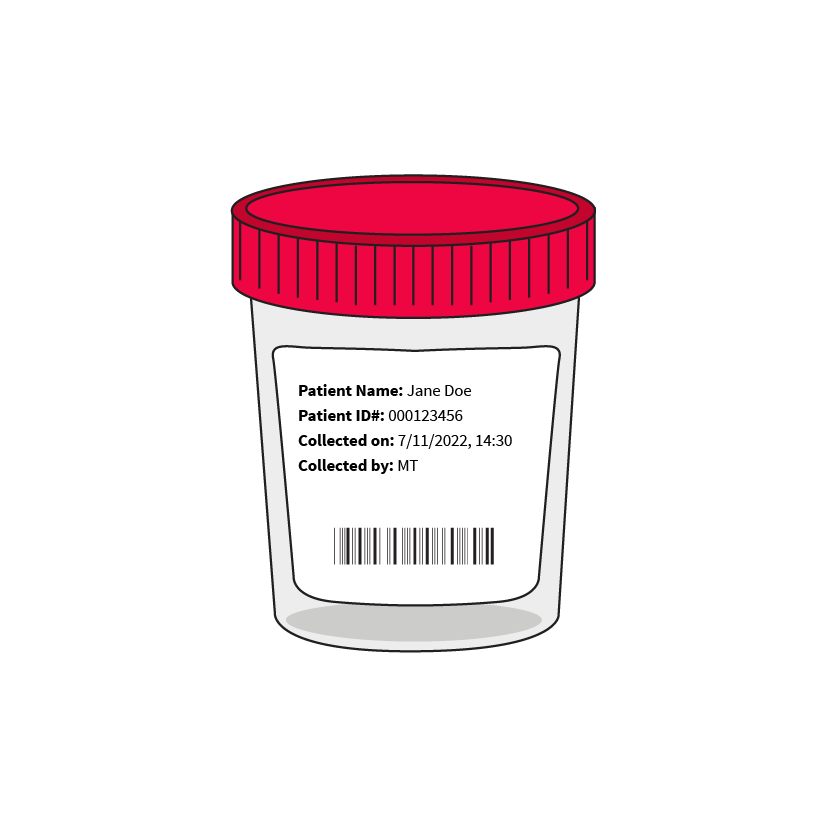 Patient Name: Jane Doe
Patient ID#: 000123456
Collected on: 7/11/2022, 14:30
Collected by: MT